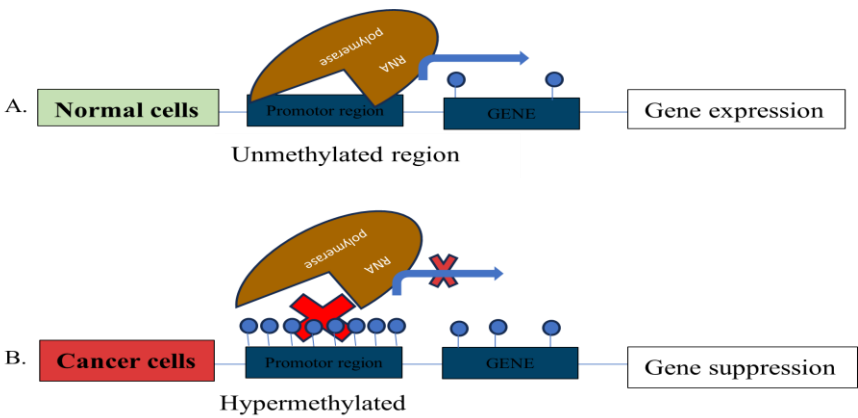 RNA
polymerase
A.
Normal cells
Promotor region
GENE
Gene expression
Unmethylated region
RNA
polymerase
B.
Cancer cells
Promotor region
GENE
Gene suppression
Hypermethylated